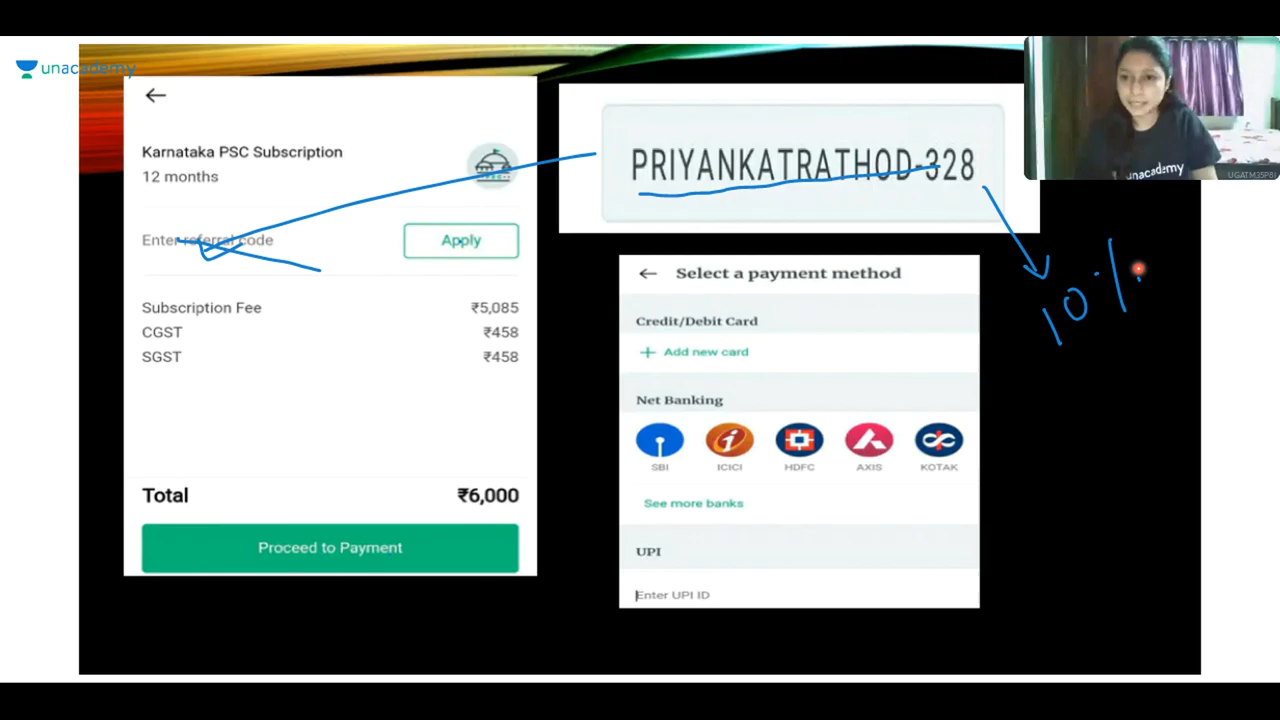 unacademy
Karnataka PSC Subscription
12 months
Enter referral code
Apply
Subscription Fee ₹5,085
CGST ₹458
SGST ₹458
Total ₹6,000
Proceed to Payment
PRIYANKATRATHOD-328
10%
Select a payment method
Credit/Debit Card
+ Add new card
Net Banking
SBI ICICI HDFC AXIS KOTAK
See more banks
UPI
Enter UPI ID
unacademy
UGATM35P8I